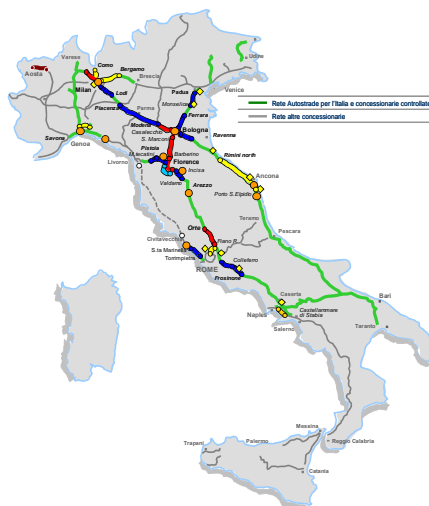 Udine
Varese
Como
Bergamo
Aosta
Brescia
Milan
Lodi
Padua
Venice
Monselice
Rete Autostrade per l'Italia e concessionarie controllate
Piacenza
Parma
Ferrara
Rete altre concessionarie
Modena
Casalecchio
Bologna
S. Marconi
Savona
Genoa
Ravenna
Pistoia
Barberino
Livorno
Florence
Incisa
Rimini north
Valdarno
Arezzo
Ancona
Porto S.Elpidio
Orte
Teramo
Civitavecchia
Fiano R.
Pescara
S.ta Marinella
Torrimpietra
ROME
Colleferro
Frosinone
Caserta
Bari
Naples
Castellammare
di Stabia
Salerno
Taranto
Messina
Trapani
Palermo
Reggio Calabria
Catania